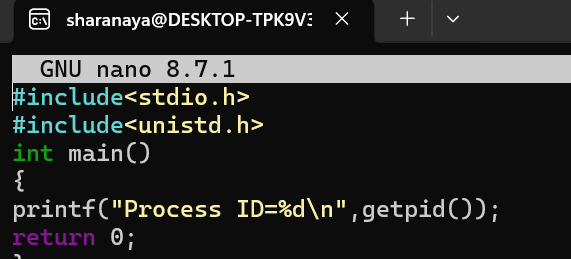 sharanaya@DESKTOP-TPK9V3
GNU nano 8.7.1
#include<stdio.h>
#include<unistd.h>
int main()
{
printf("Process ID=%d\n",getpid());
return 0;
}